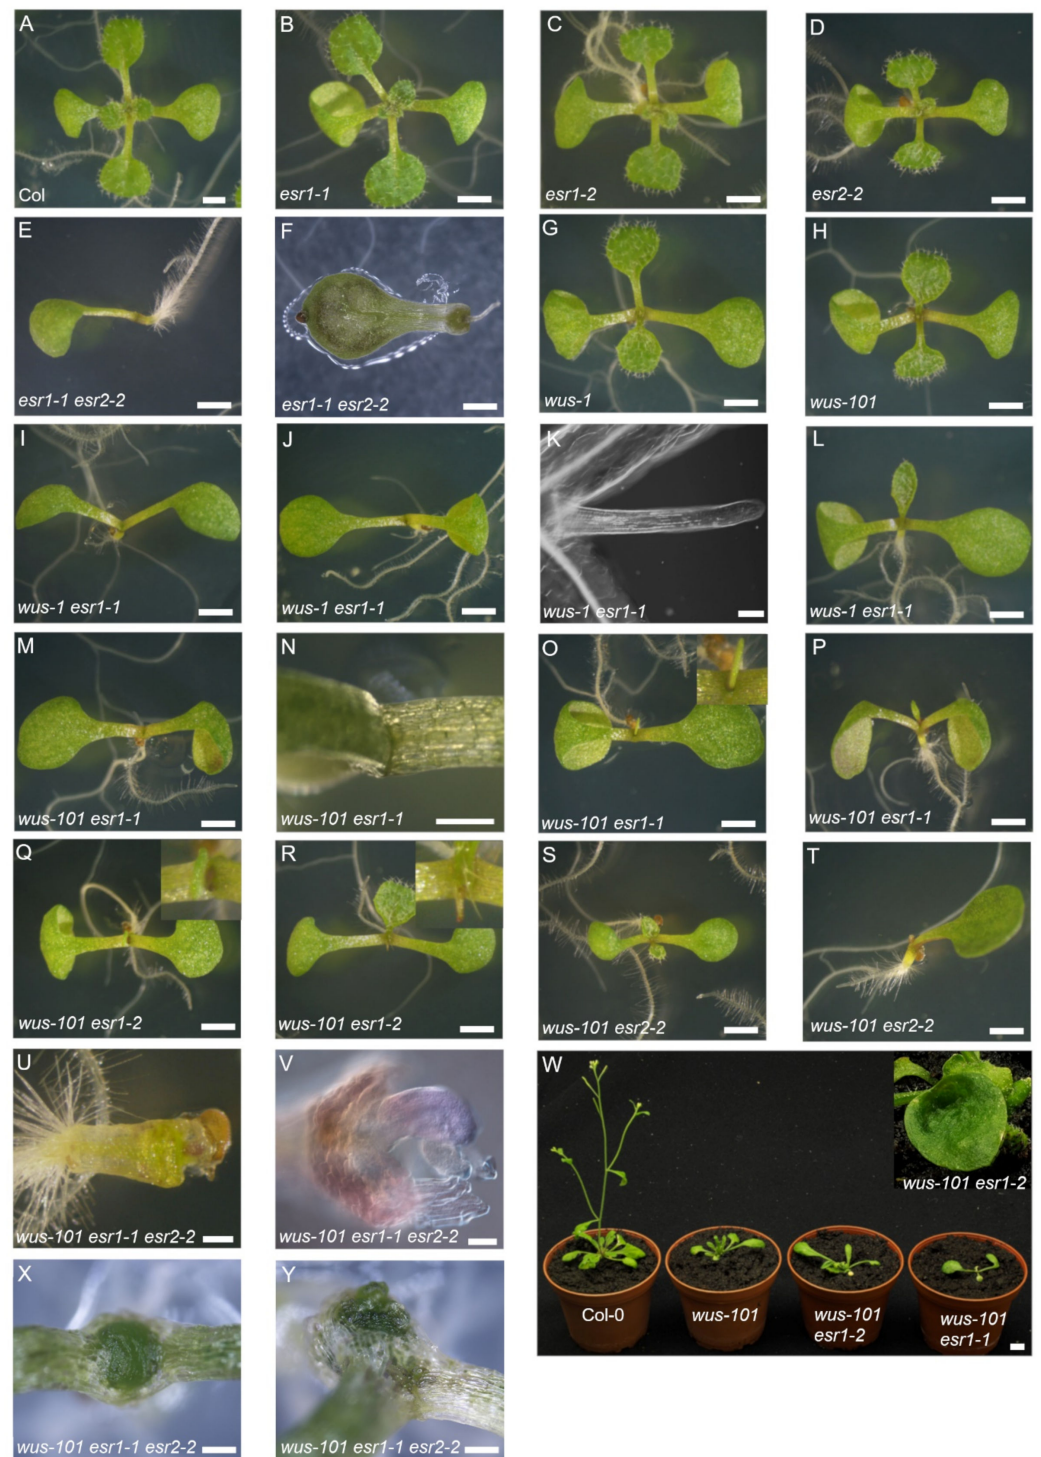 A
Col
B
esr1-1
C
esr1-2
D
esr2-2
E
esr1-1 esr2-2
F
esr1-1 esr2-2
G
wus-1
H
wus-101
I
wus-1 esr1-1
J
wus-1 esr1-1
K
wus-1 esr1-1
L
wus-1 esr1-1
M
wus-101 esr1-1
N
wus-101 esr1-1
O
wus-101 esr1-1
P
wus-101 esr1-1
Q
wus-101 esr1-2
R
wus-101 esr1-2
S
wus-101 esr2-2
T
wus-101 esr2-2
U
wus-101 esr1-1 esr2-2
V
wus-101 esr1-1 esr2-2
W
wus-101 esr1-2
Col-0
wus-101
wus-101
esr1-2
wus-101
esr1-1
X
wus-101 esr1-1 esr2-2
Y
wus-101 esr1-1 esr2-2